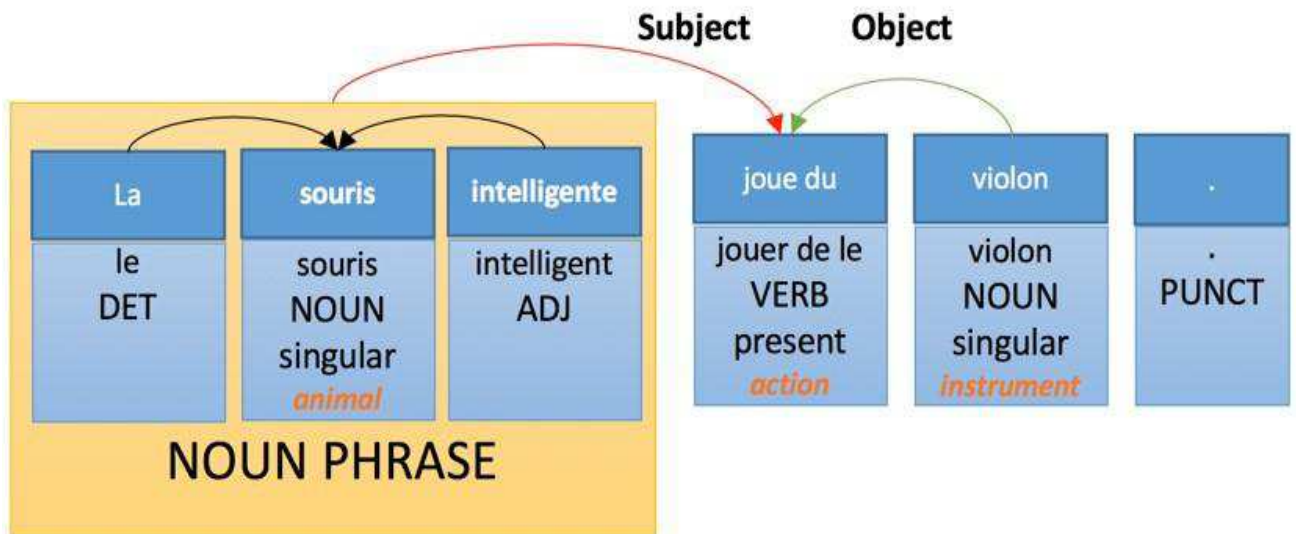 Subject Object
La souris intelligente joue du violon .
le
DET
souris
NOUN
singular
animal
intelligent
ADJ
jouer de le
VERB
present
action
violon
NOUN
singular
instrument
.
PUNCT
NOUN PHRASE